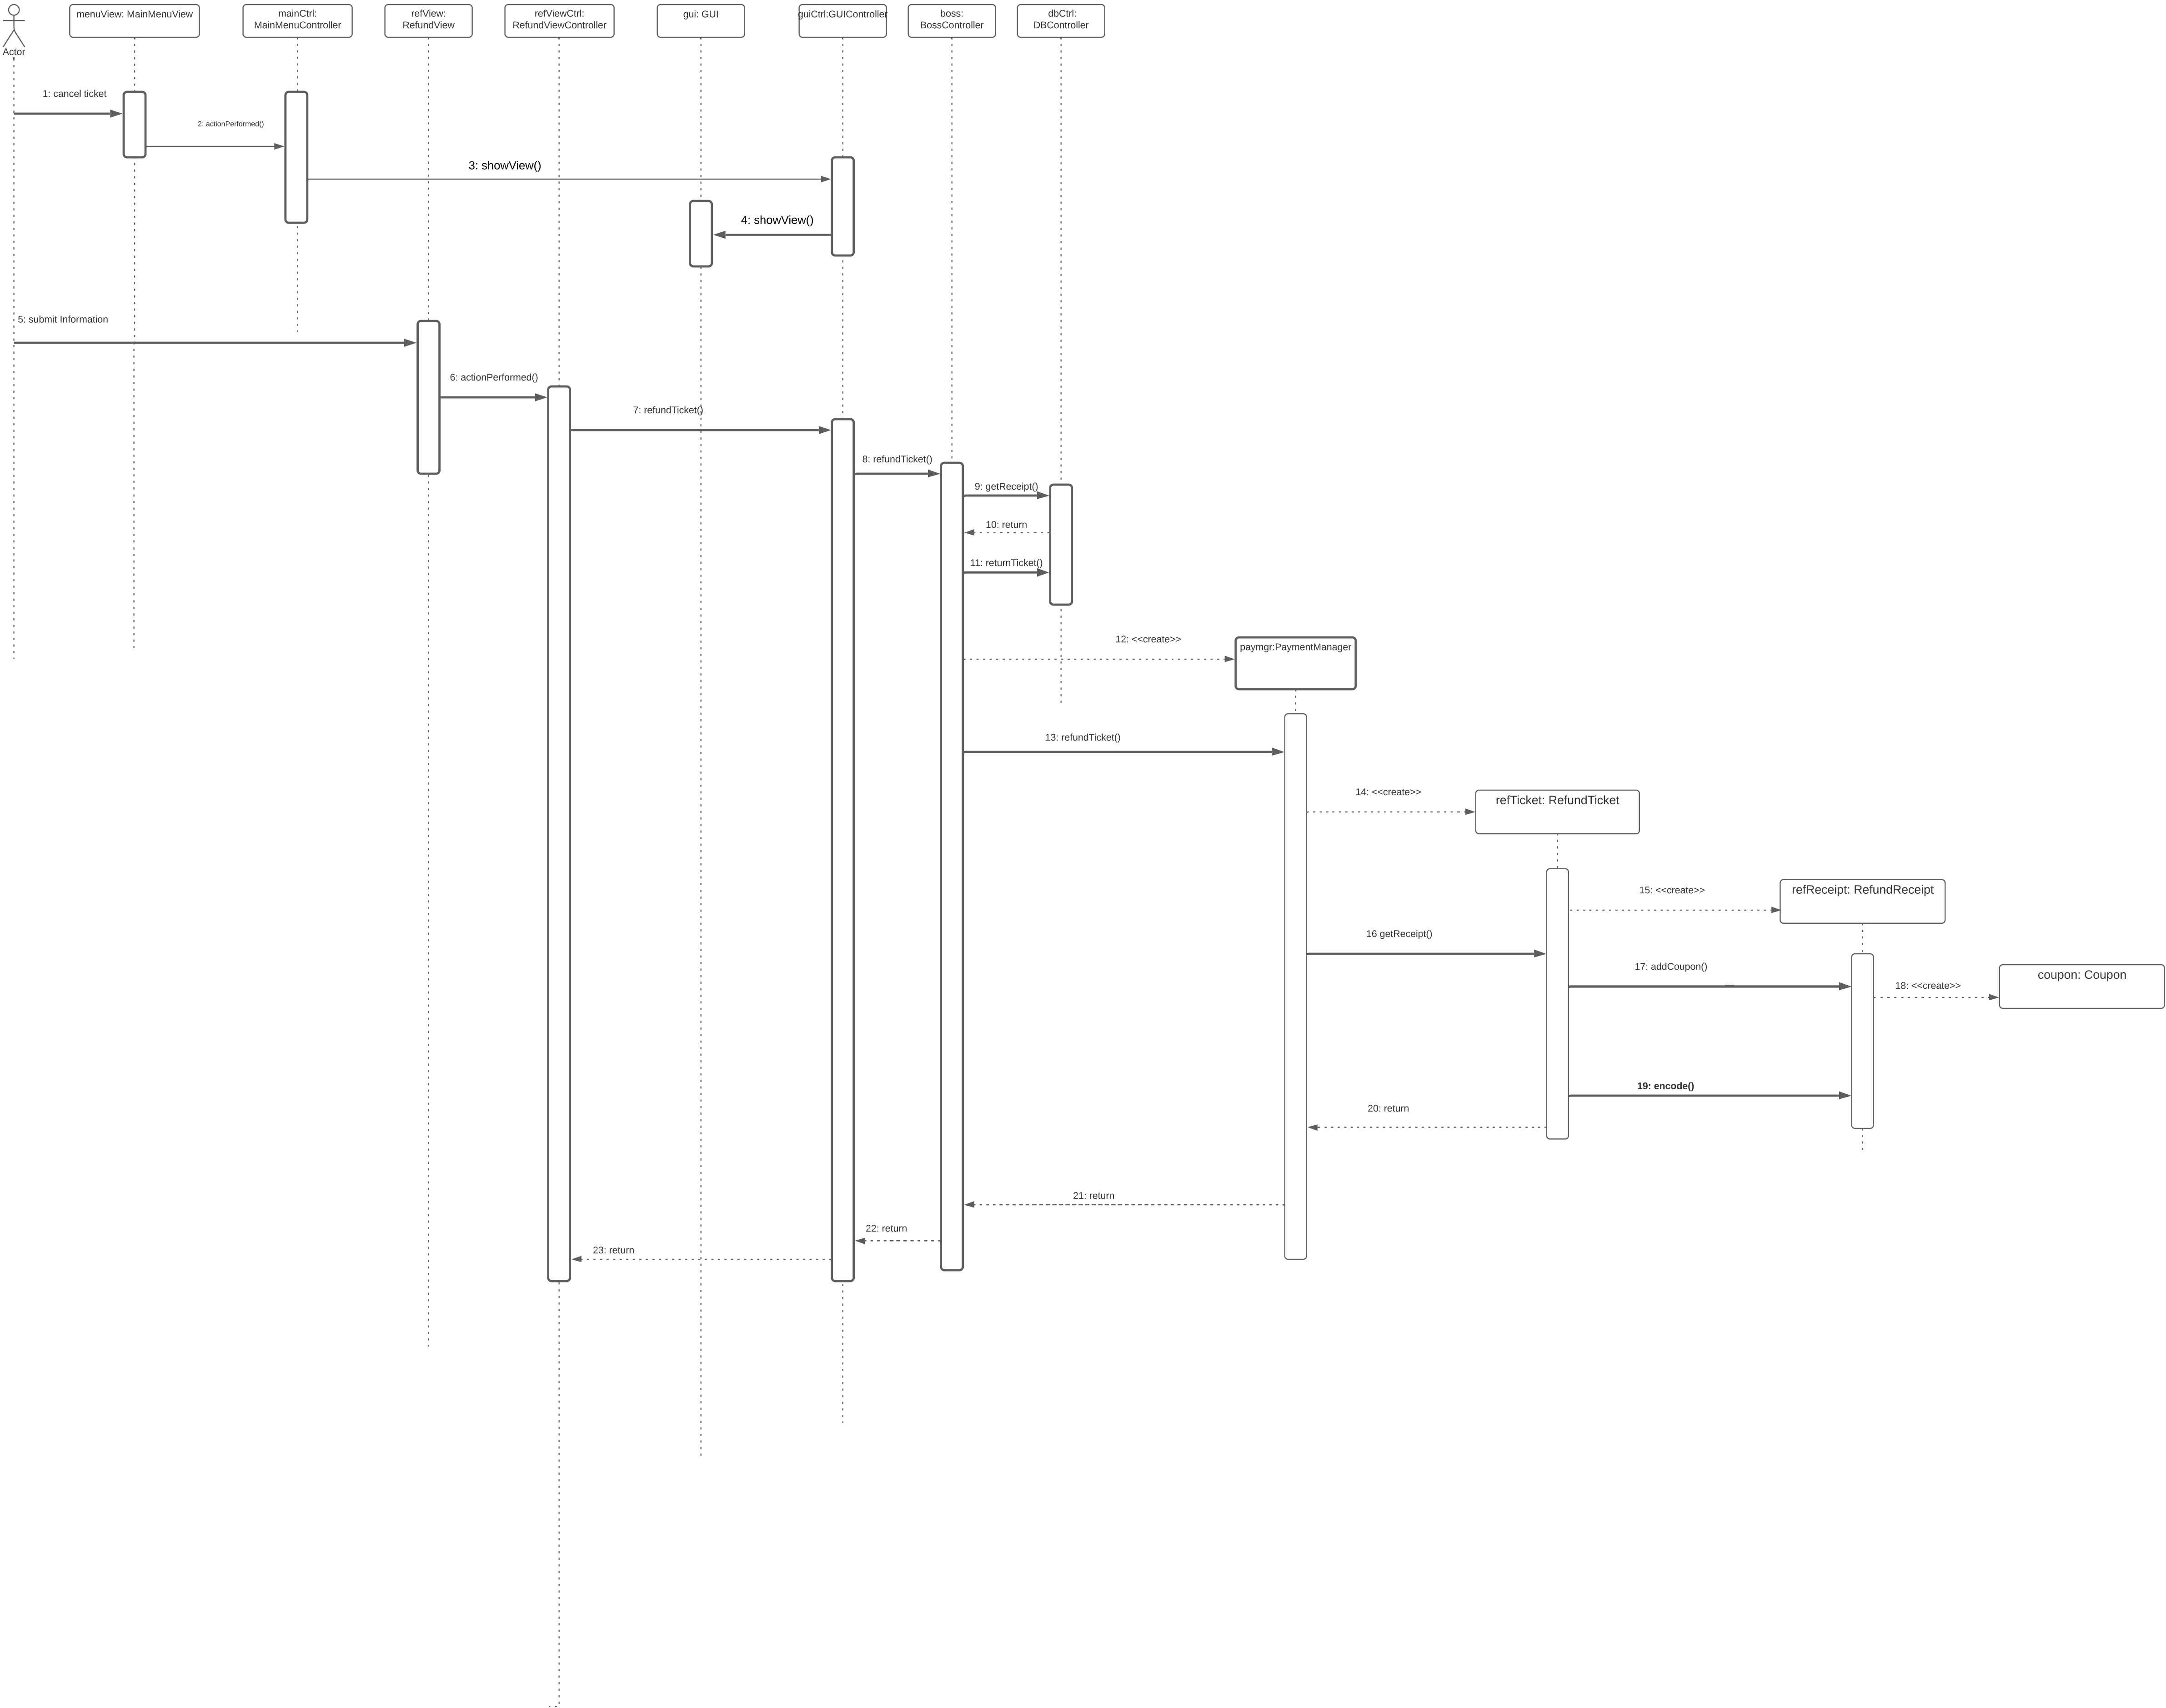 menuView: MainMenuView
mainCtrl:
MainMenuController
refView:
RefundView
refViewCtrl:
RefundViewController
gui: GUI
guiCtrl:GUIController
boss:
BossController
dbCtrl:
DBController
Actor
1: cancel ticket
2: actionPerformed()
3: showView()
4: showView()
5: submit Information
6: actionPerformed()
7: refundTicket()
8: refundTicket()
9: getReceipt()
10: return
11: returnTicket()
12: <<create>>
paymgr:PaymentManager
13: refundTicket()
14: <<create>>
refTicket: RefundTicket
15: <<create>>
refReceipt: RefundReceipt
16 getReceipt()
17: addCoupon()
18: <<create>>
coupon: Coupon
19: encode()
20: return
21: return
22: return
23: return